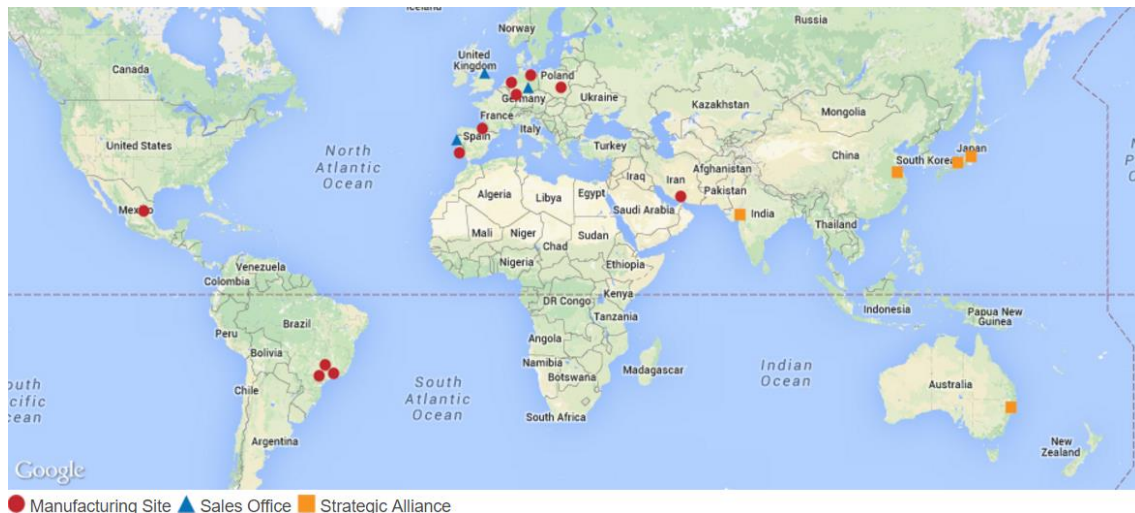 Iceland
Norway
Russia
Canada
United
Kingdom
Poland
Germany
Ukraine
Kazakhstan
Mongolia
France
Italy
Spain
Turkey
United States
North
Atlantic
Ocean
China
South Korea
Japan
Afghanistan
Iraq
Iran
Pakistan
Algeria
Libya
Egypt
Saudi Arabia
Mexico
India
Mali
Niger
Sudan
Chad
Thailand
Nigeria
Ethiopia
Venezuela
Colombia
Kenya
DR Congo
Tanzania
Indonesia
Papua New
Guinea
Brazil
Peru
Angola
Bolivia
Namibia
Botswana
Madagascar
Indian
Ocean
Australia
Chile
South
Atlantic
Ocean
South Africa
Argentina
New
Zealand
outh
cific
cean
N
P
Google
Manufacturing Site Sales Office Strategic Alliance